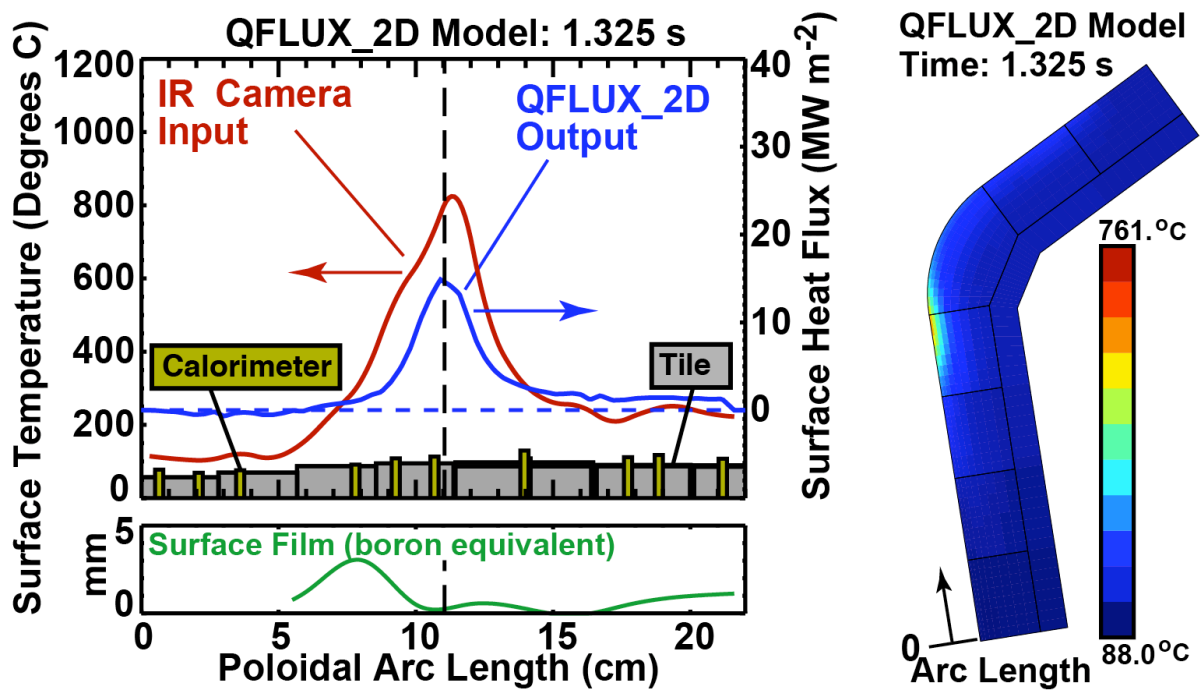 QFLUX_2D Model: 1.325 s
Surface Temperature (Degrees C)
1200
1000
800
600
400
200
0
IR Camera
Input
QFLUX_2D
Output
40
30
20
10
0
Surface Heat Flux (MW m-2)
Calorimeter
Tile
5
0
mm
Surface Film (boron equivalent)
0 5 10 15 20
Poloidal Arc Length (cm)
QFLUX_2D Model
Time: 1.325 s
761.°C
88.0°C
0
Arc Length